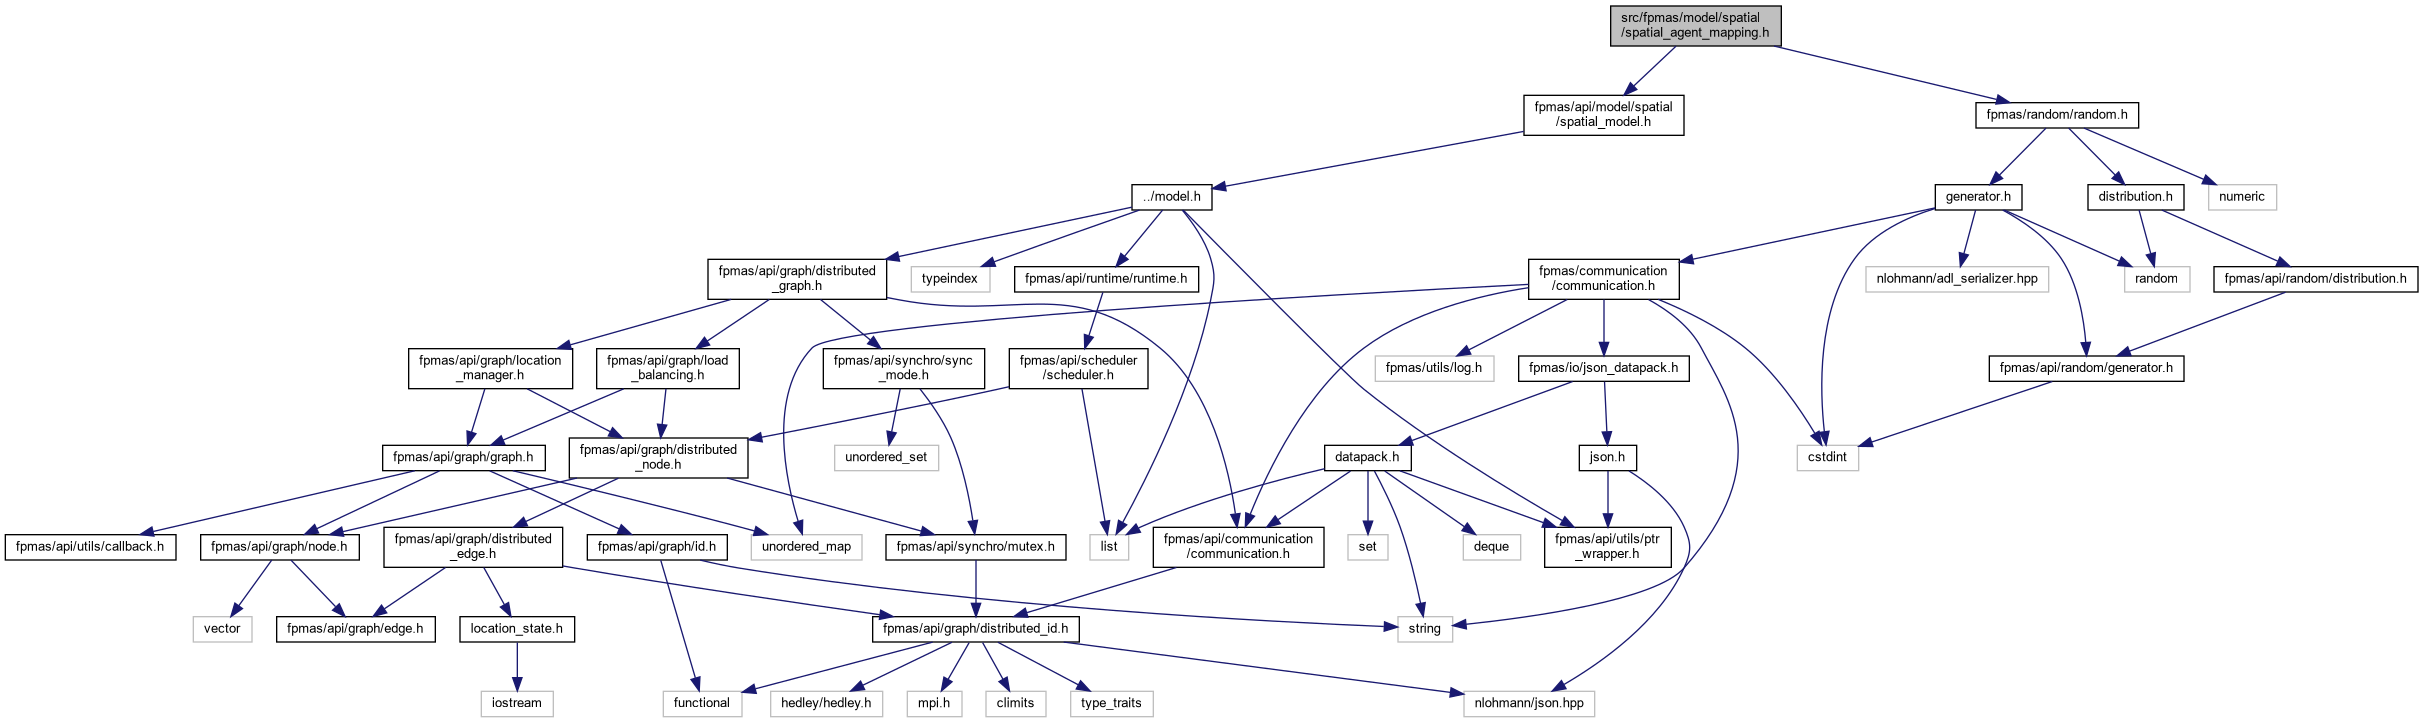 src/fpmas/model/spatial
/spatial_agent_mapping.h
fpmas/api/model/spatial
/spatial_model.h
fpmas/random/random.h
../model.h
generator.h
distribution.h
numeric
fpmas/api/graph/distributed
_graph.h
typeindex
fpmas/api/runtime/runtime.h
fpmas/communication
/communication.h
nlohmann/adl_serializer.hpp
random
fpmas/api/random/distribution.h
fpmas/api/graph/location
_manager.h
fpmas/api/graph/load
_balancing.h
fpmas/api/synchro/sync
_mode.h
fpmas/api/scheduler
/scheduler.h
fpmas/utils/log.h
fpmas/io/json_datapack.h
fpmas/api/random/generator.h
fpmas/api/graph/graph.h
fpmas/api/graph/distributed
_node.h
unordered_set
datapack.h
json.h
cstdint
fpmas/api/utils/callback.h
fpmas/api/graph/node.h
fpmas/api/graph/distributed
_edge.h
fpmas/api/graph/id.h
unordered_map
fpmas/api/synchro/mutex.h
list
fpmas/api/communication
/communication.h
set
deque
fpmas/api/utils/ptr
_wrapper.h
vector
fpmas/api/graph/edge.h
location_state.h
fpmas/api/graph/distributed_id.h
string
iostream
functional
hedley/hedley.h
mpi.h
climits
type_traits
nlohmann/json.hpp